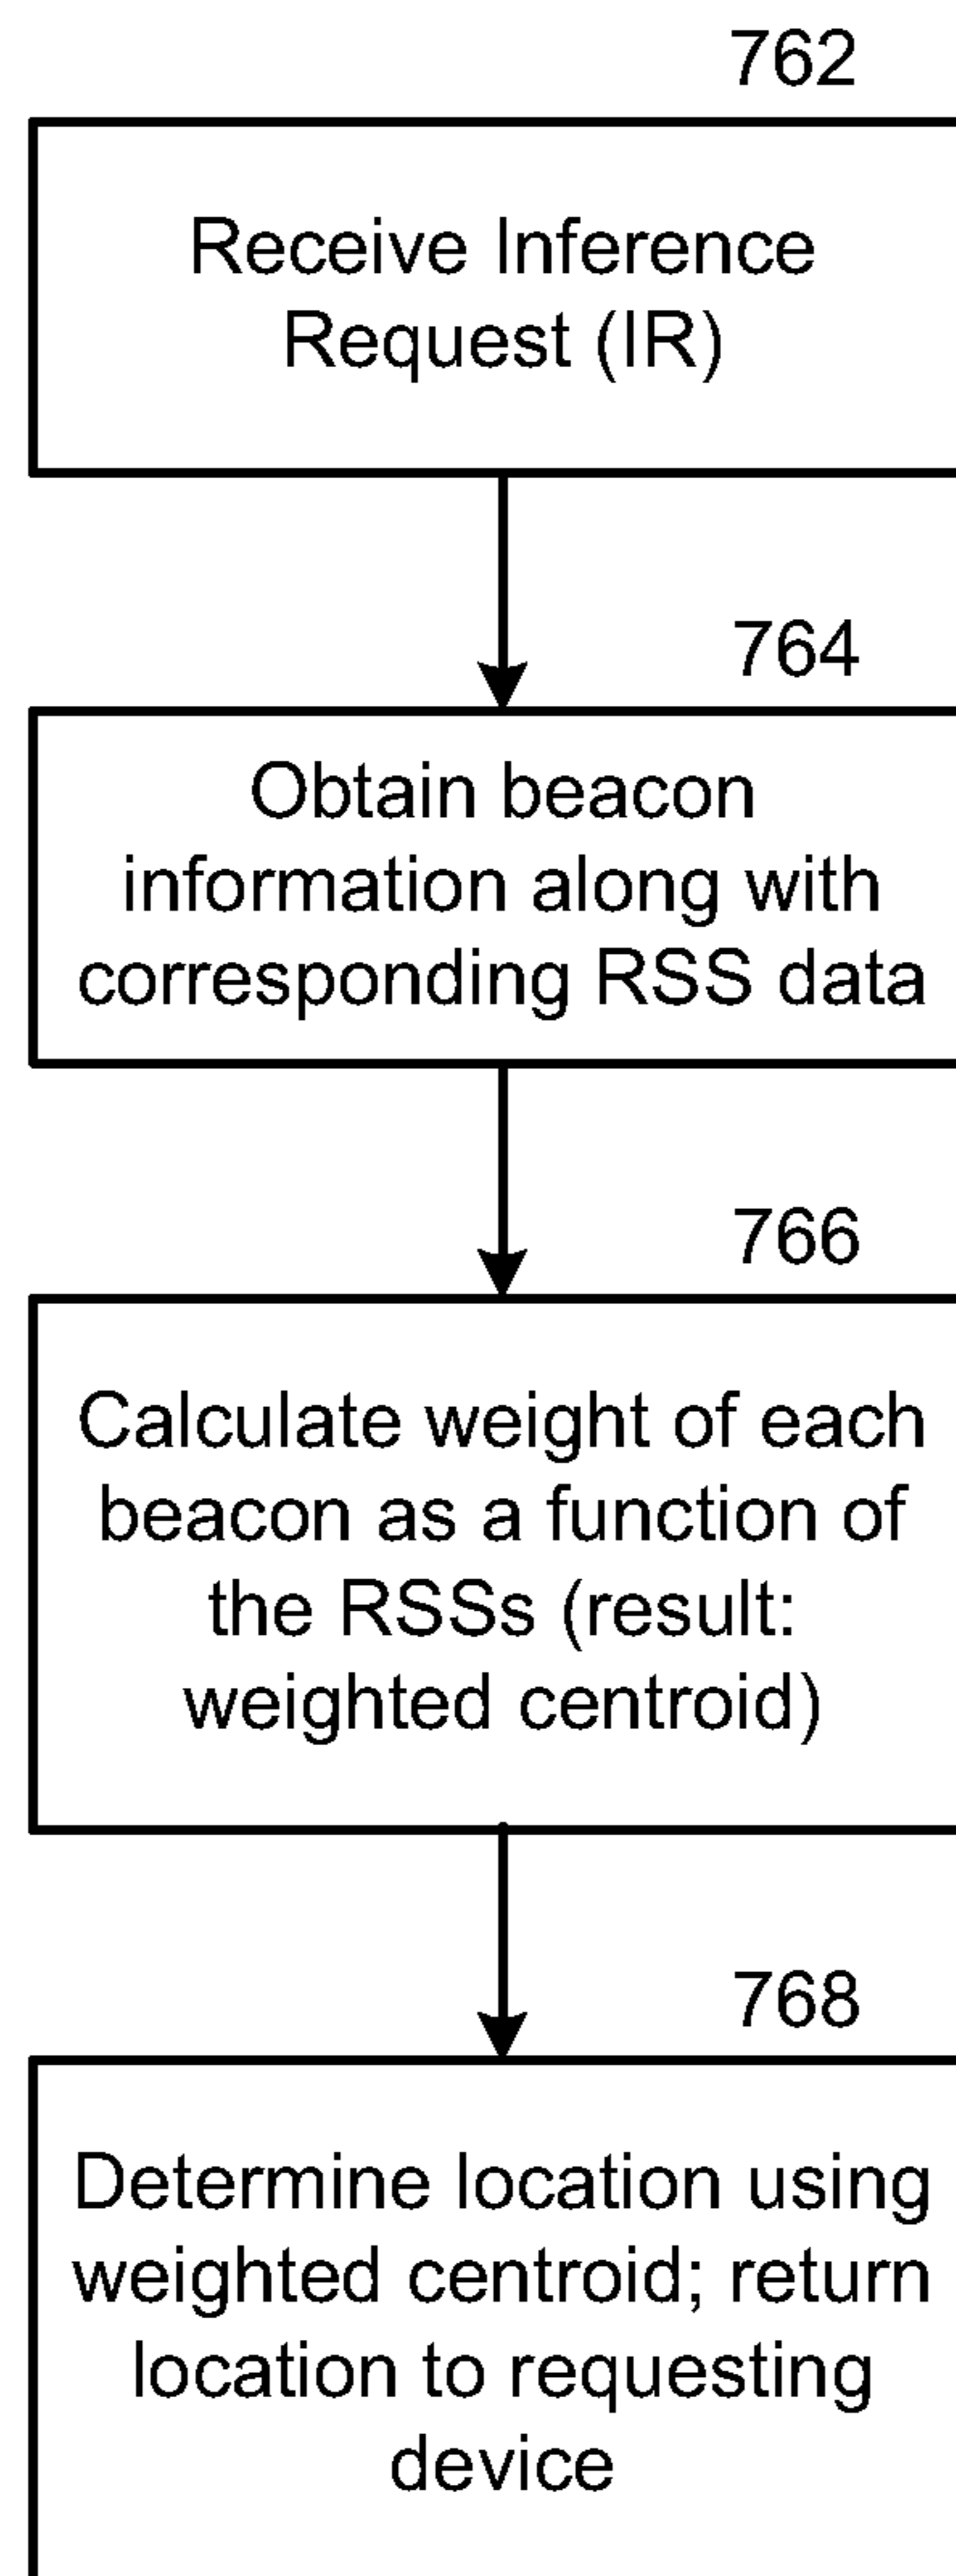 762
Receive Inference
Request (IR)
764
Obtain beacon
information along with
corresponding RSS data
766
Calculate weight of each
beacon as a function of
the RSSs (result:
weighted centroid)
768
Determine location using
weighted centroid; return
location to requesting
device